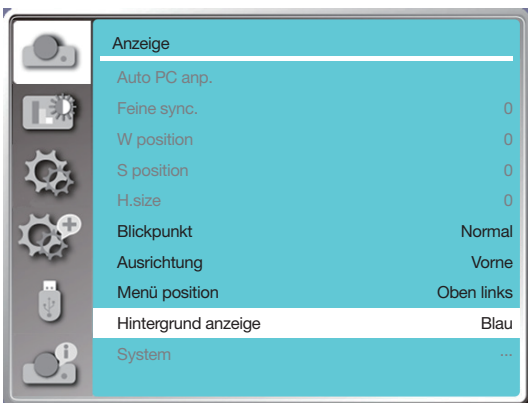 Anzeige
Auto PC anp.
Feine sync. 0
W position 0
S position 0
H.size 0
Blickpunkt Normal
Ausrichtung Vorne
Menü position Oben links
Hintergrund anzeige Blau
System ...